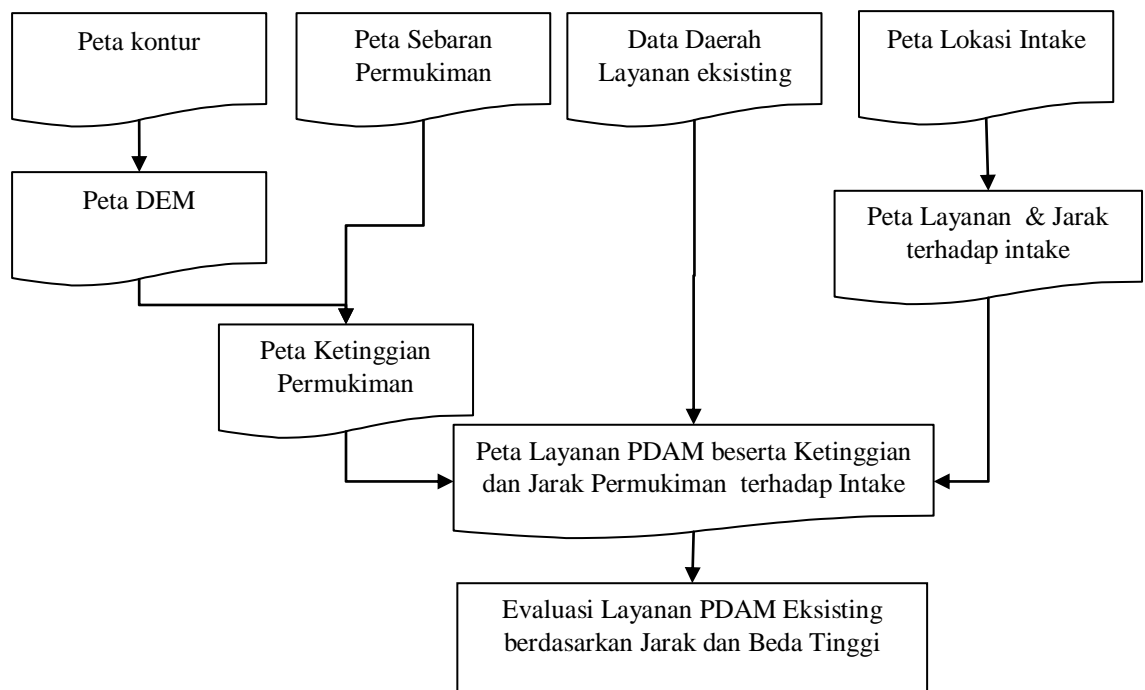 Peta kontur
Peta Sebaran
Permukiman
Data Daerah
Layanan eksisting
Peta Lokasi Intake
Peta DEM
Peta Layanan & Jarak
terhadap intake
Peta Ketinggian
Permukiman
Peta Layanan PDAM beserta Ketinggian
dan Jarak Permukiman terhadap Intake
Evaluasi Layanan PDAM Eksisting
berdasarkan Jarak dan Beda Tinggi